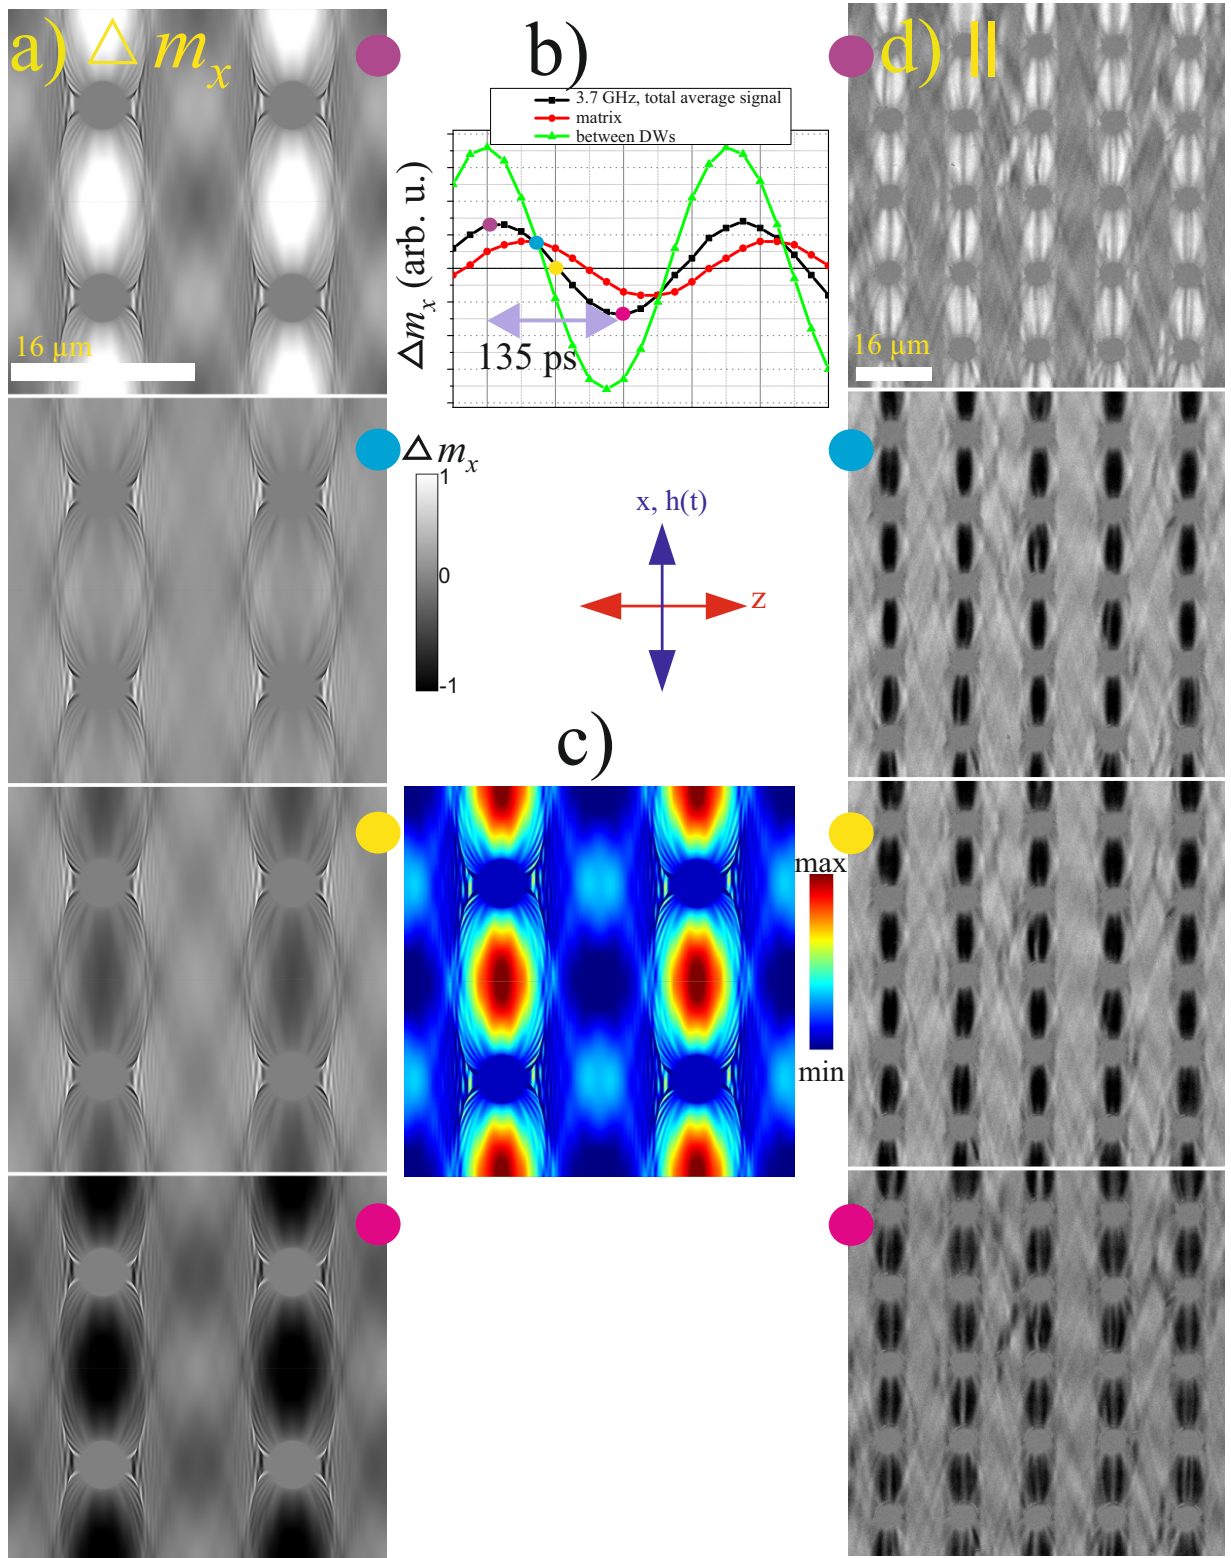 a) Δ mₓ
b)
d) ||
3.7 GHz, total average signal
matrix
between DWs
Δmₓ (arb. u.)
135 ps
16 µm
16 µm
Δ mₓ
1
0
-1
x, h(t)
z
c)
max
min